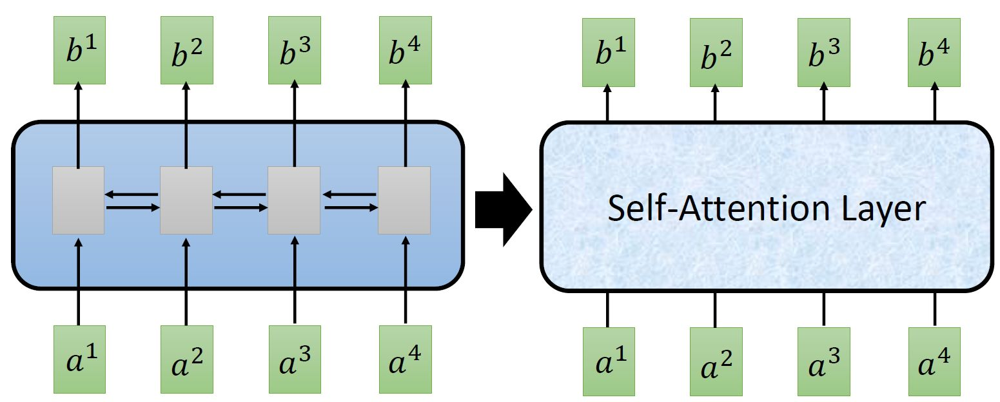 b¹ b² b³ b⁴ b¹ b² b³ b⁴
Self-Attention Layer
a¹ a² a³ a⁴ a¹ a² a³ a⁴